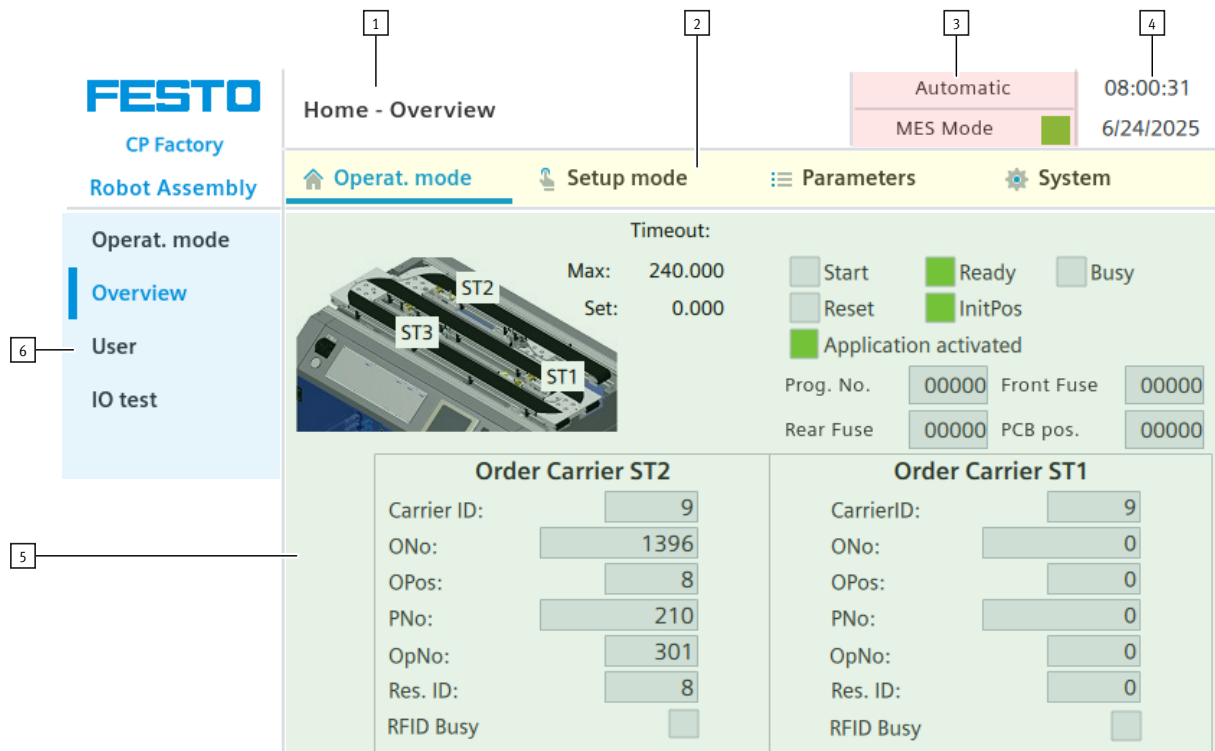 1
2
3
4
FESTO
CP Factory
Robot Assembly
Home - Overview
Automatic
MES Mode
08:00:31
6/24/2025
Operat. mode
Setup mode
Parameters
System
Operat. mode
Overview
User
IO test
6
5
ST2
ST3
ST1
Timeout:
Max: 240.000
Set: 0.000
Start Ready Busy
Reset InitPos
Application activated
Prog. No. 00000 Front Fuse 00000
Rear Fuse 00000 PCB pos. 00000
Order Carrier ST2
Carrier ID: 9
ONo: 1396
OPos: 8
PNo: 210
OpNo: 301
Res. ID: 8
RFID Busy
Order Carrier ST1
CarrierID: 9
ONo: 0
OPos: 0
PNo: 0
OpNo: 0
Res. ID: 0
RFID Busy